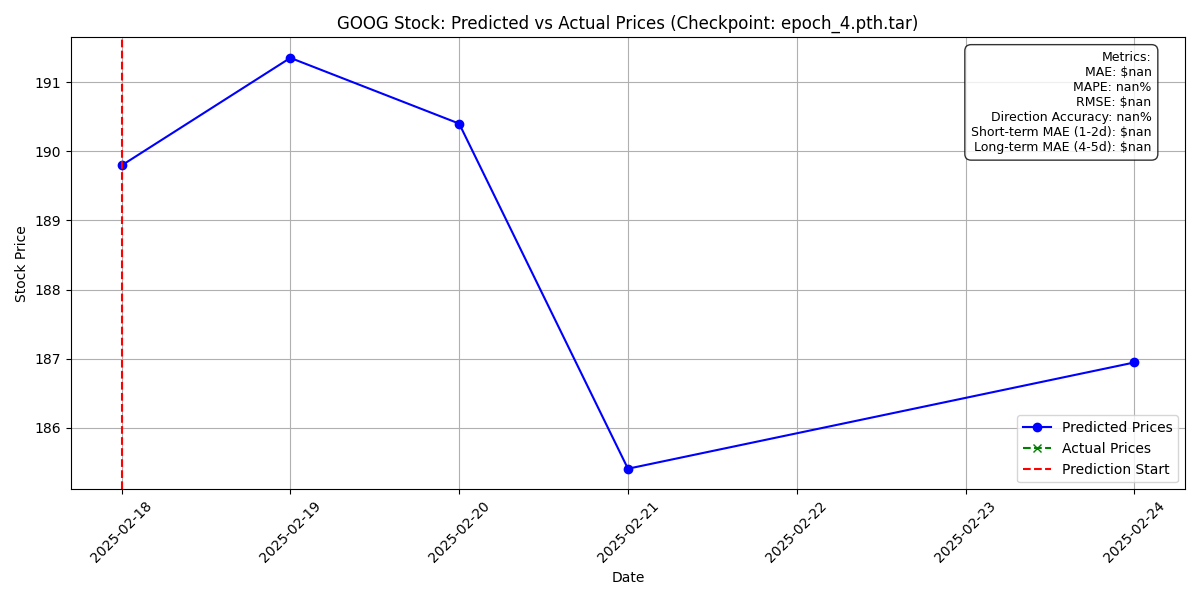 GOOG Stock: Predicted vs Actual Prices (Checkpoint: epoch_4.pth.tar)
Metrics:
MAE: $nan
MAPE: nan%
RMSE: $nan
Direction Accuracy: nan%
Short-term MAE (1-2d): $nan
Long-term MAE (4-5d): $nan
Stock Price
191
190
189
188
187
186
Predicted Prices
Actual Prices
Prediction Start
2025-02-18
2025-02-19
2025-02-20
2025-02-21
2025-02-22
2025-02-23
2025-02-24
Date